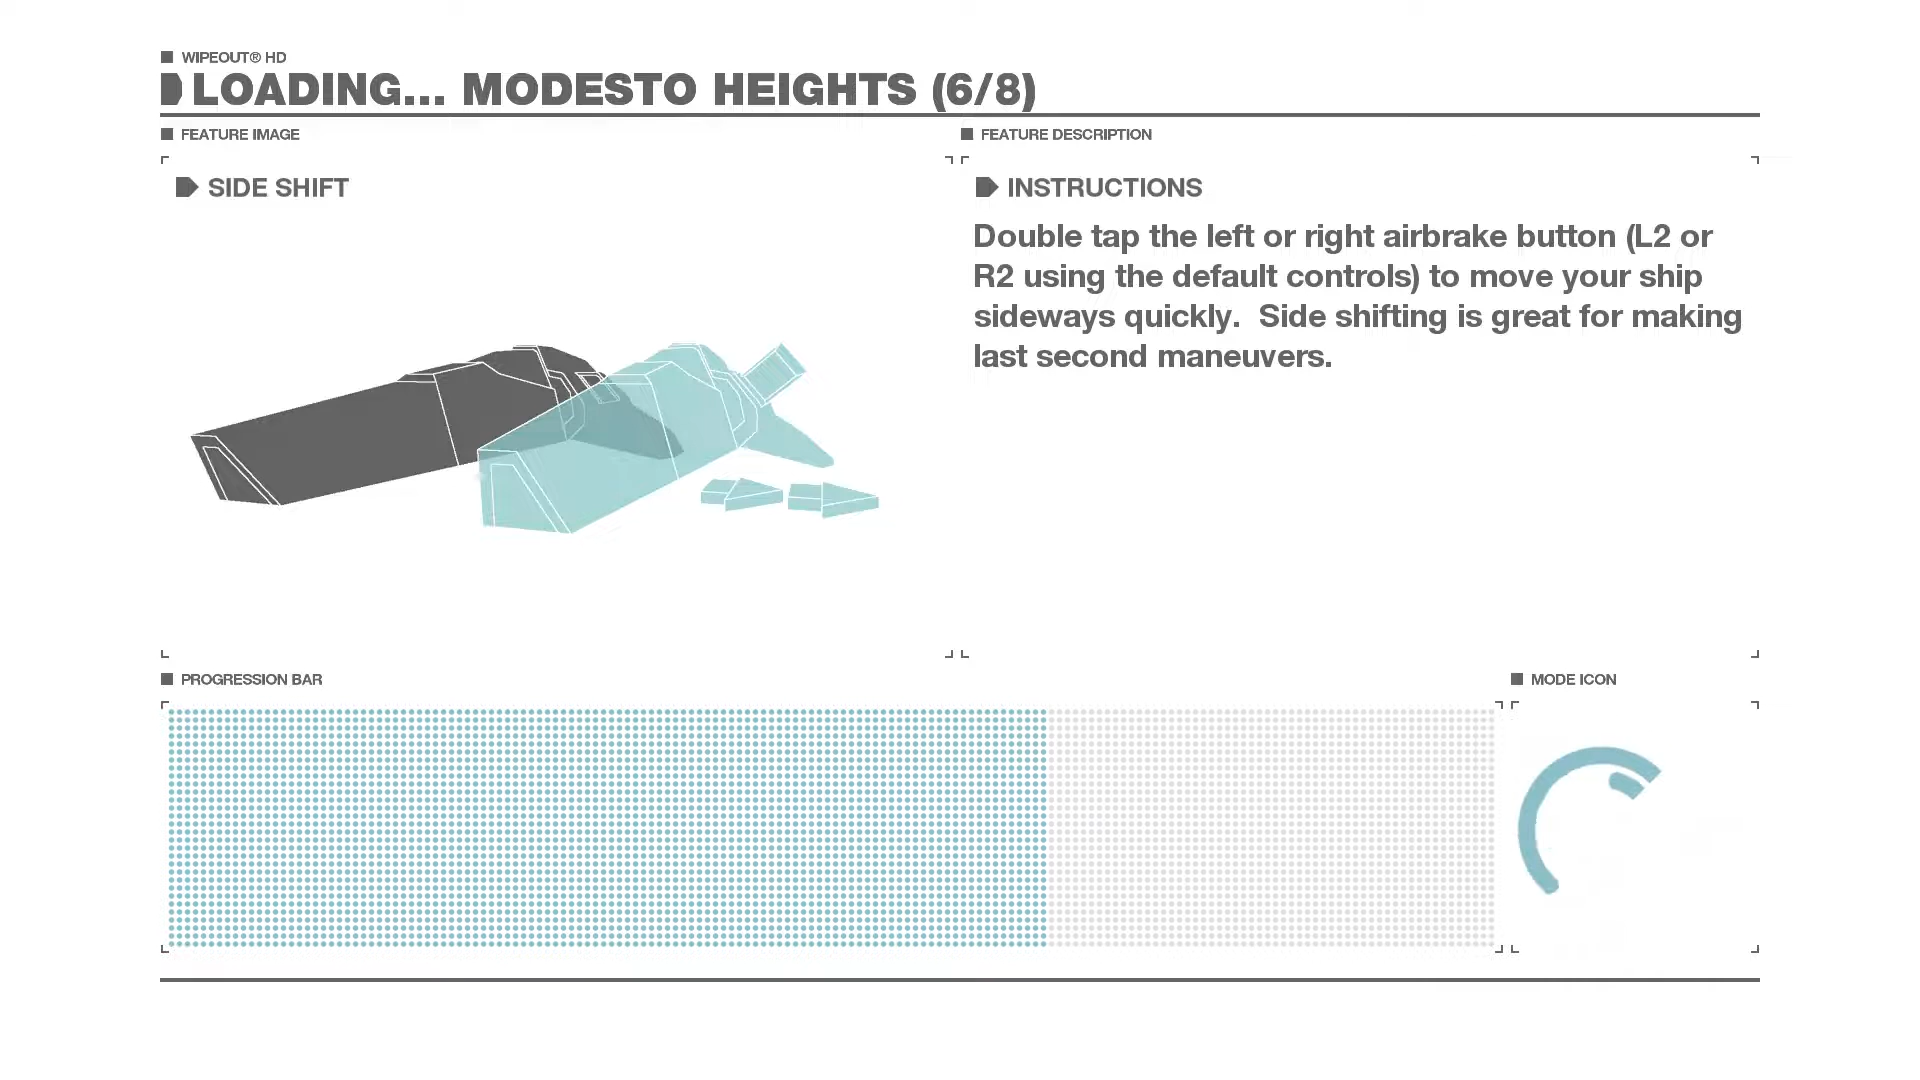 WIPEOUT® HD
LOADING... MODESTO HEIGHTS (6/8)
FEATURE IMAGE
SIDE SHIFT
FEATURE DESCRIPTION
INSTRUCTIONS
Double tap the left or right airbrake button (L2 or
R2 using the default controls) to move your ship
sideways quickly.  Side shifting is great for making
last second maneuvers.
PROGRESSION BAR
MODE ICON